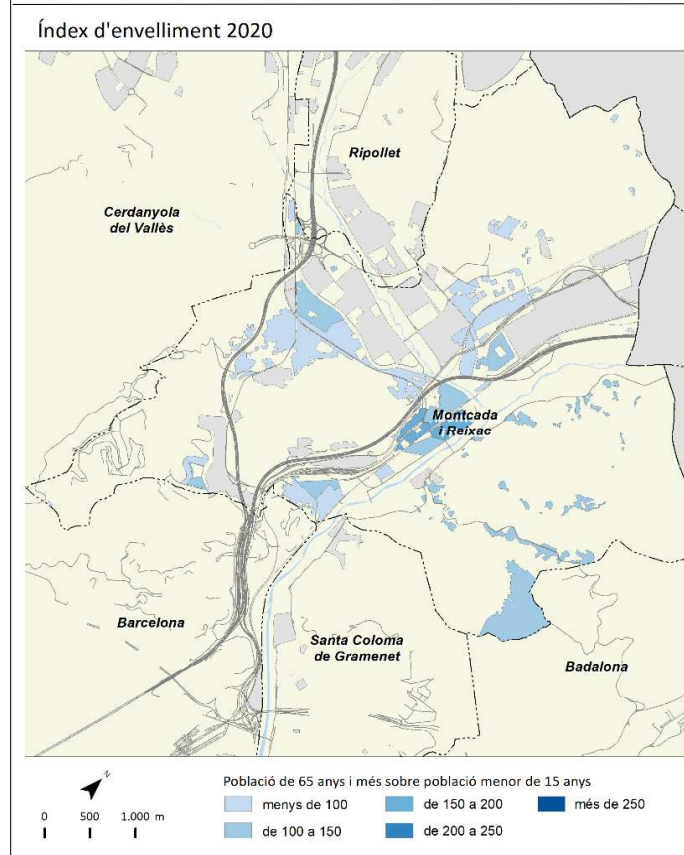 Índex d'envelliment 2020
Ripollet
Cerdanyola
del Vallès
Montcada
i Reixac
Barcelona
Santa Coloma
de Gramenet
Badalona
N
0 500 1.000 m
Població de 65 anys i més sobre població menor de 15 anys
menys de 100
de 150 a 200
més de 250
de 100 a 150
de 200 a 250